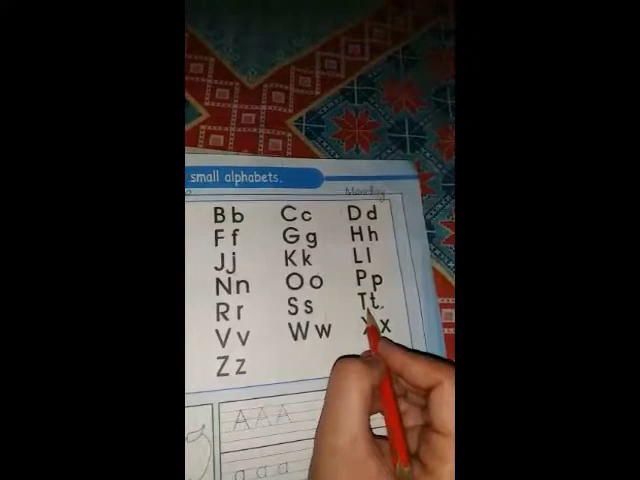 small alphabets.
Monday
Bb Cc Dd
Ff Gg Hh
Jj Kk Ll
Nn Oo Pp
Rr Ss Tt
Vv Ww Xx
Zz
A A A
a a a